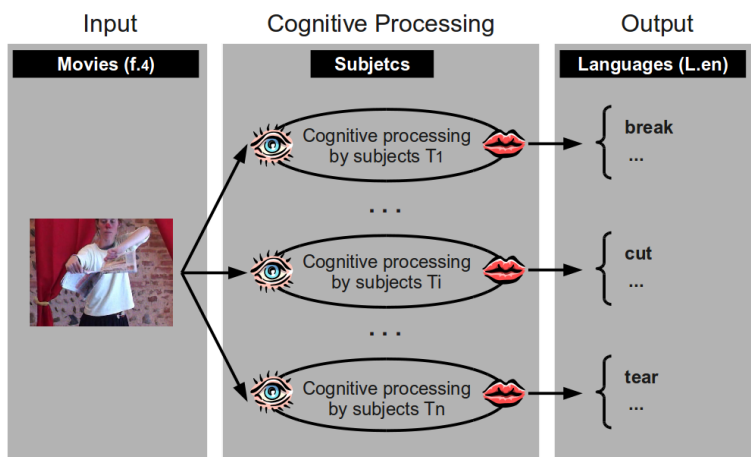 Input
Cognitive Processing
Output
Movies (f.4)
Subjetcs
Languages (L.en)
Cognitive processing
by subjects T1
break
...
...
Cognitive processing
by subjects Ti
cut
...
...
Cognitive processing
by subjects Tn
tear
...